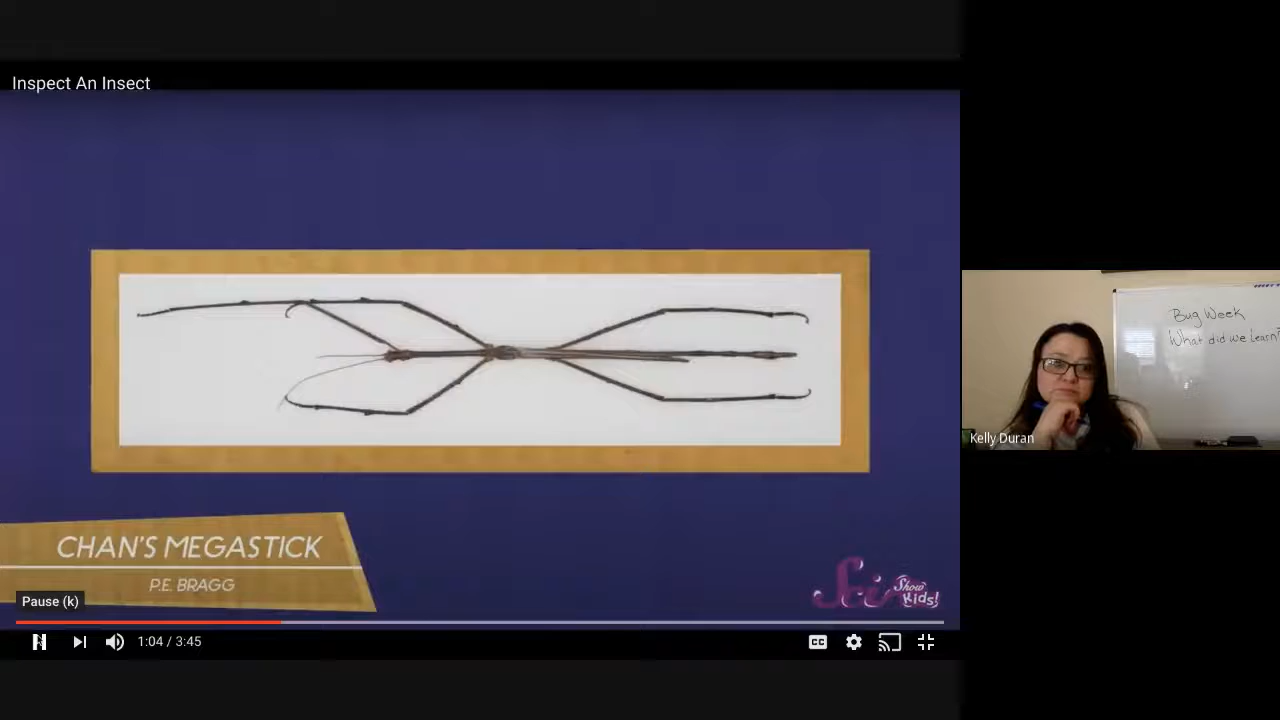 Inspect An Insect
CHAN'S MEGASTICK
P.E. BRAGG
Pause (k)
1:04 / 3:45
CC
Sci Show
Kids!
Bug Week
What did we learn?
Kelly Duran